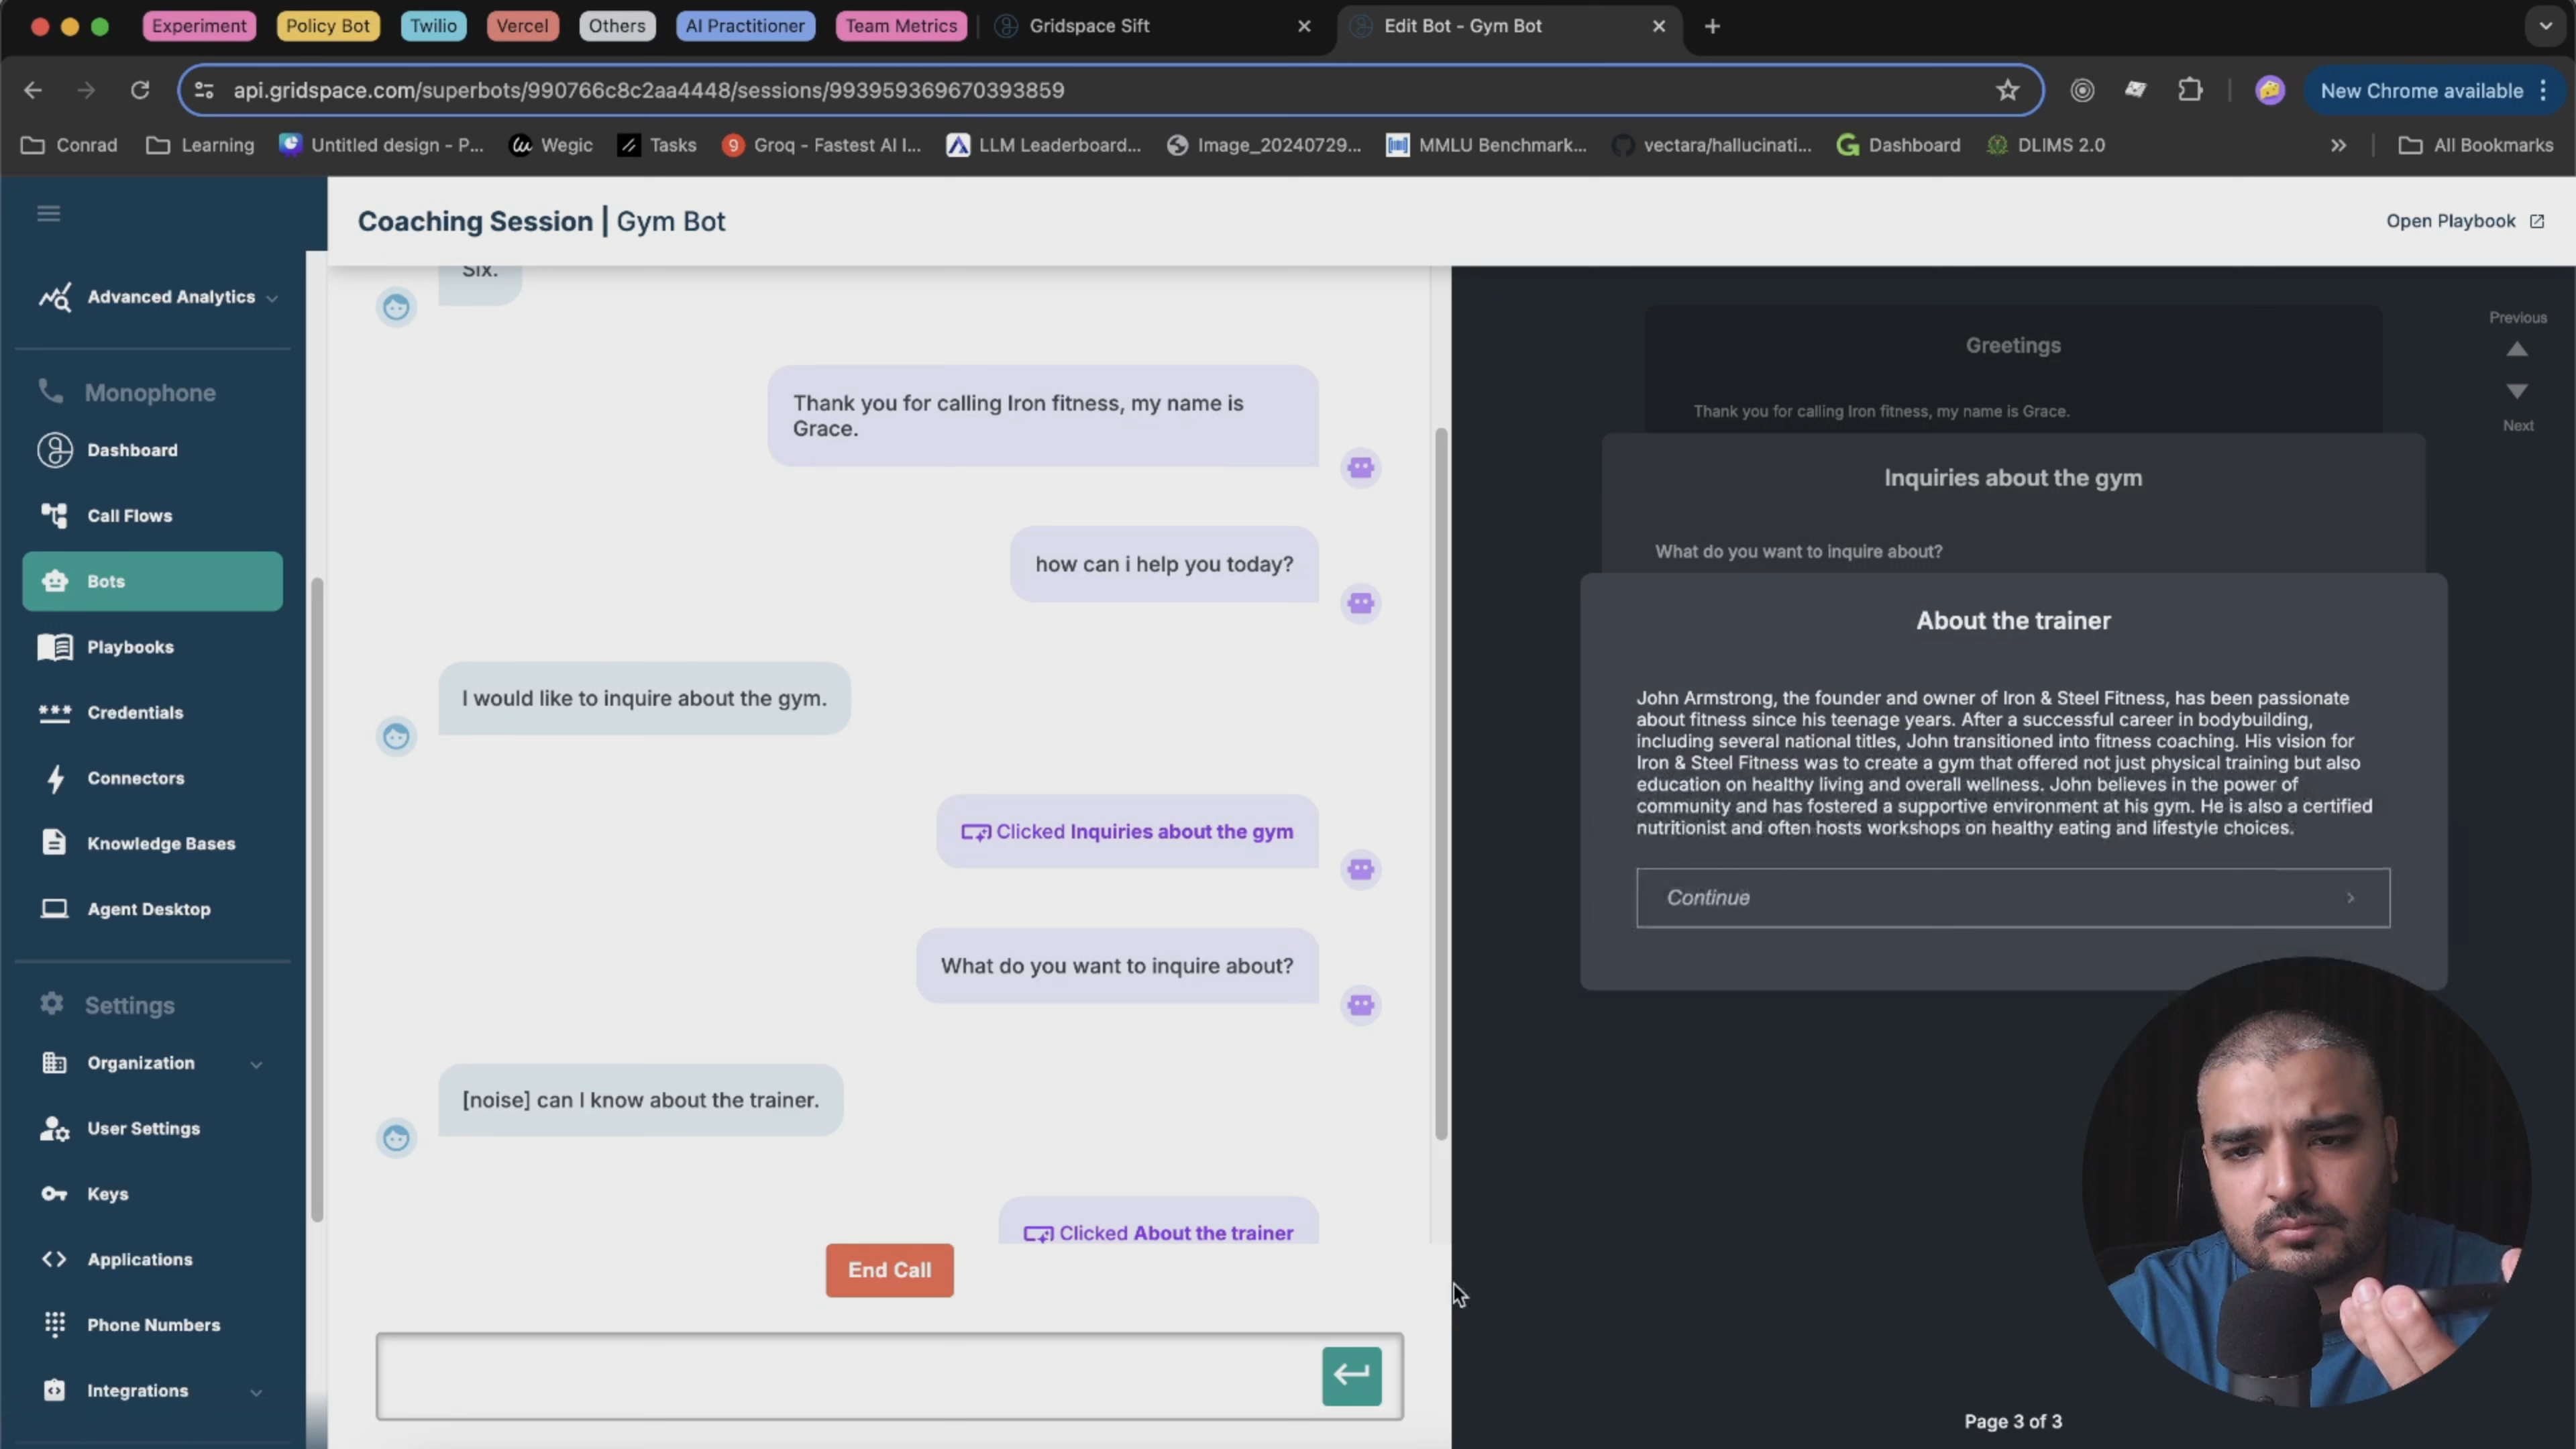 Experiment
Policy Bot
Twilio
Vercel
Others
AI Practitioner
Team Metrics
Gridspace Sift
Edit Bot - Gym Bot
api.gridspace.com/superbots/990766c8c2aa4448/sessions/993959369670393859
New Chrome available
Conrad
Learning
Untitled design - P...
Wegic
Tasks
9
Groq - Fastest AI I...
LLM Leaderboard...
Image_20240729...
MMLU Benchmark...
vectara/hallucinati...
Dashboard
DLIMS 2.0
All Bookmarks
Coaching Session | Gym Bot
Open Playbook
Advanced Analytics
Monophone
Dashboard
Call Flows
Bots
Playbooks
Credentials
Connectors
Knowledge Bases
Agent Desktop
Settings
Organization
User Settings
Keys
Applications
Phone Numbers
Integrations
Six.
Thank you for calling Iron fitness, my name is
Grace.
how can i help you today?
I would like to inquire about the gym.
Clicked Inquiries about the gym
What do you want to inquire about?
[noise] can I know about the trainer.
Clicked About the trainer
End Call
Previous
Next
Greetings
Thank you for calling Iron fitness, my name is Grace.
Inquiries about the gym
What do you want to inquire about?
About the trainer
John Armstrong, the founder and owner of Iron & Steel Fitness, has been passionate
about fitness since his teenage years. After a successful career in bodybuilding,
including several national titles, John transitioned into fitness coaching. His vision for
Iron & Steel Fitness was to create a gym that offered not just physical training but also
education on healthy living and overall wellness. John believes in the power of
community and has fostered a supportive environment at his gym. He is also a certified
nutritionist and often hosts workshops on healthy eating and lifestyle choices.
Continue
Page 3 of 3